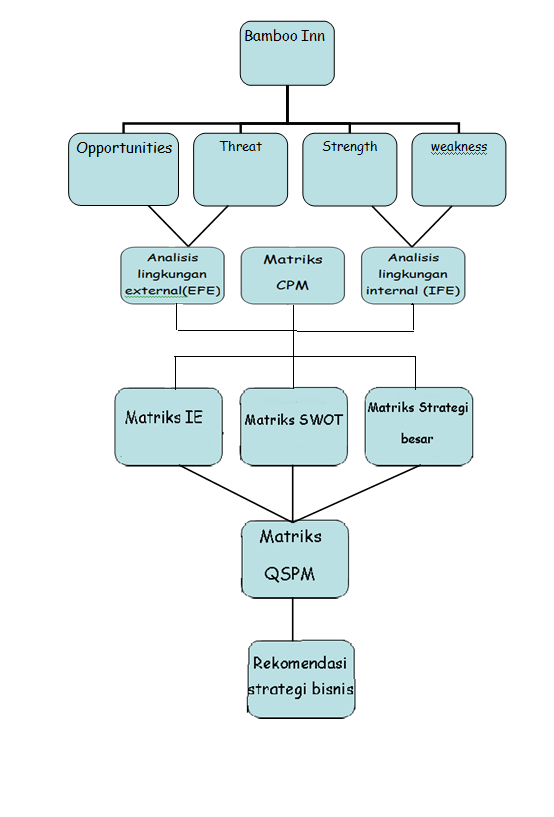 Bamboo Inn
Opportunities
Threat
Strength
weakness
Analisis
lingkungan
external(EFE)
Matriks
CPM
Analisis
lingkungan
internal (IFE)
Matriks IE
Matriks SWOT
Matriks Strategi
besar
Matriks
QSPM
Rekomendasi
strategi bisnis